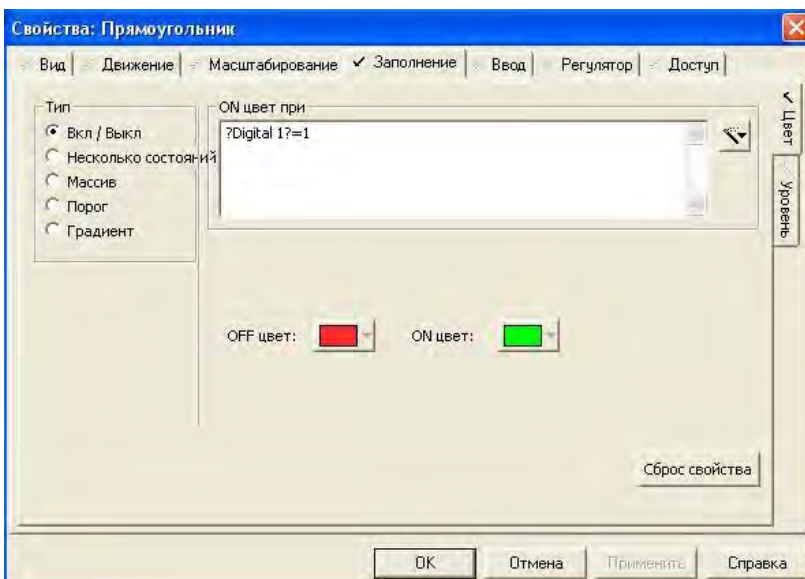 Свойства: Прямоугольник
Вид Движение Масштабирование Заполнение Ввод Регулятор Доступ
Тип
Вкл / Выкл
Несколько состояний
Массив
Порог
Градиент
ON цвет при
?Digital 1?=1
Цвет
Уровень
OFF цвет:
ON цвет:
Сброс свойства
OK Отмена Применить Справка